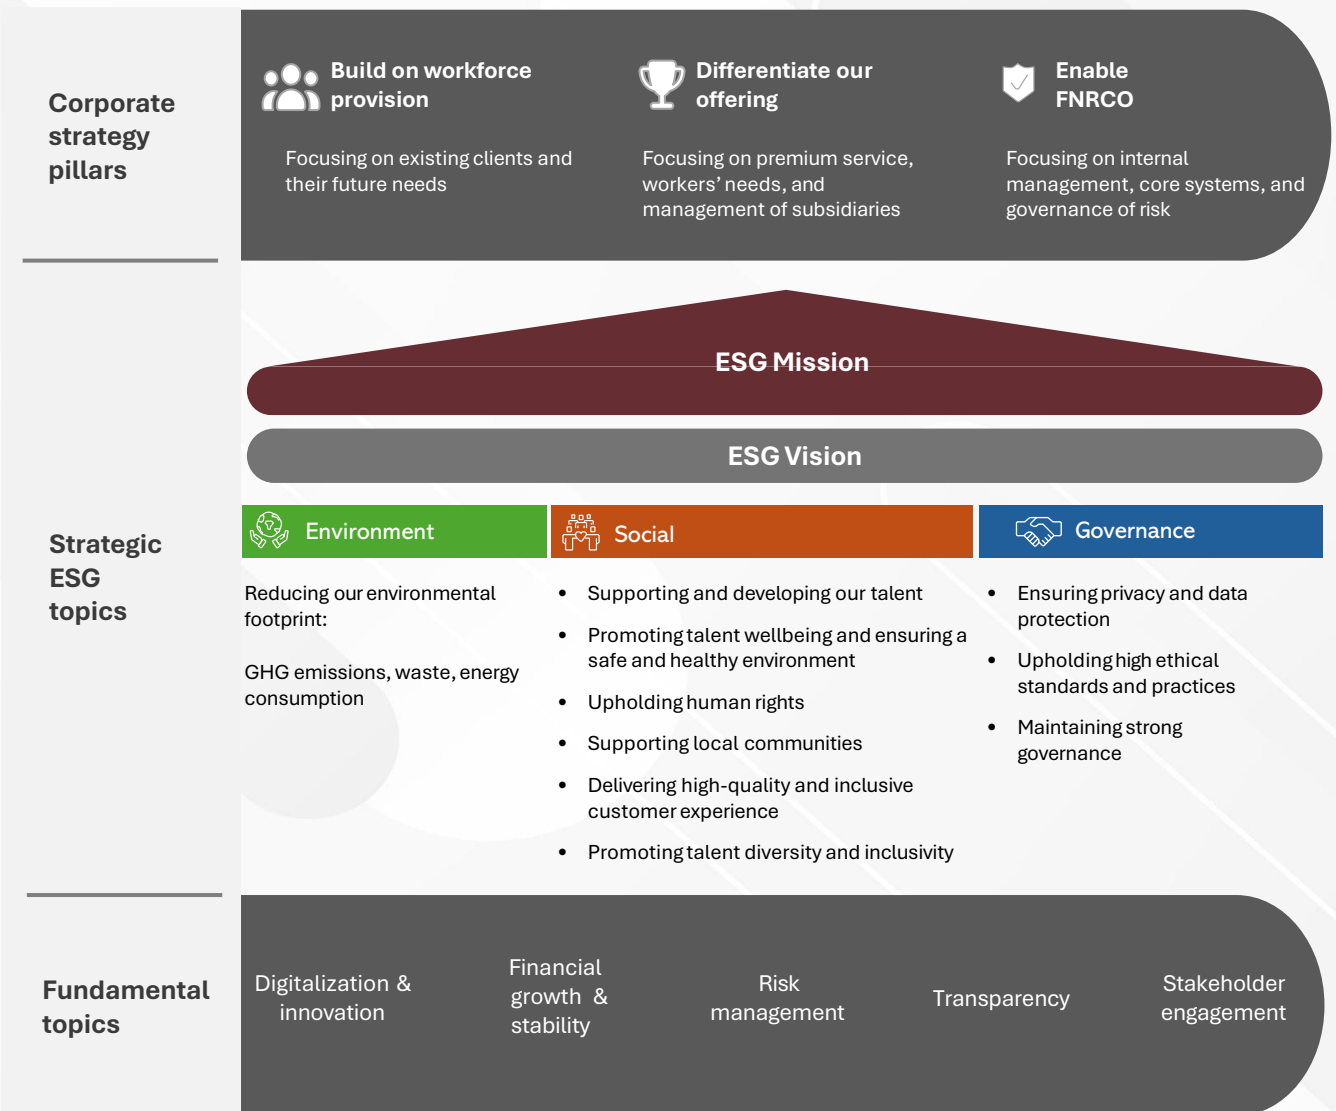 Corporate
strategy
pillars
Build on workforce
provision
Focusing on existing clients and
their future needs
Differentiate our
offering
Focusing on premium service,
workers’ needs, and
management of subsidiaries
Enable
FNRCO
Focusing on internal
management, core systems, and
governance of risk
ESG Mission
ESG Vision
Strategic
ESG
topics
Environment
Reducing our environmental
footprint:
GHG emissions, waste, energy
consumption
Social
• Supporting and developing our talent
• Promoting talent wellbeing and ensuring a
safe and healthy environment
• Upholding human rights
• Supporting local communities
• Delivering high-quality and inclusive
customer experience
• Promoting talent diversity and inclusivity
Governance
• Ensuring privacy and data
protection
• Upholding high ethical
standards and practices
• Maintaining strong
governance
Fundamental
topics
Digitalization &
innovation
Financial
growth &
stability
Risk
management
Transparency
Stakeholder
engagement